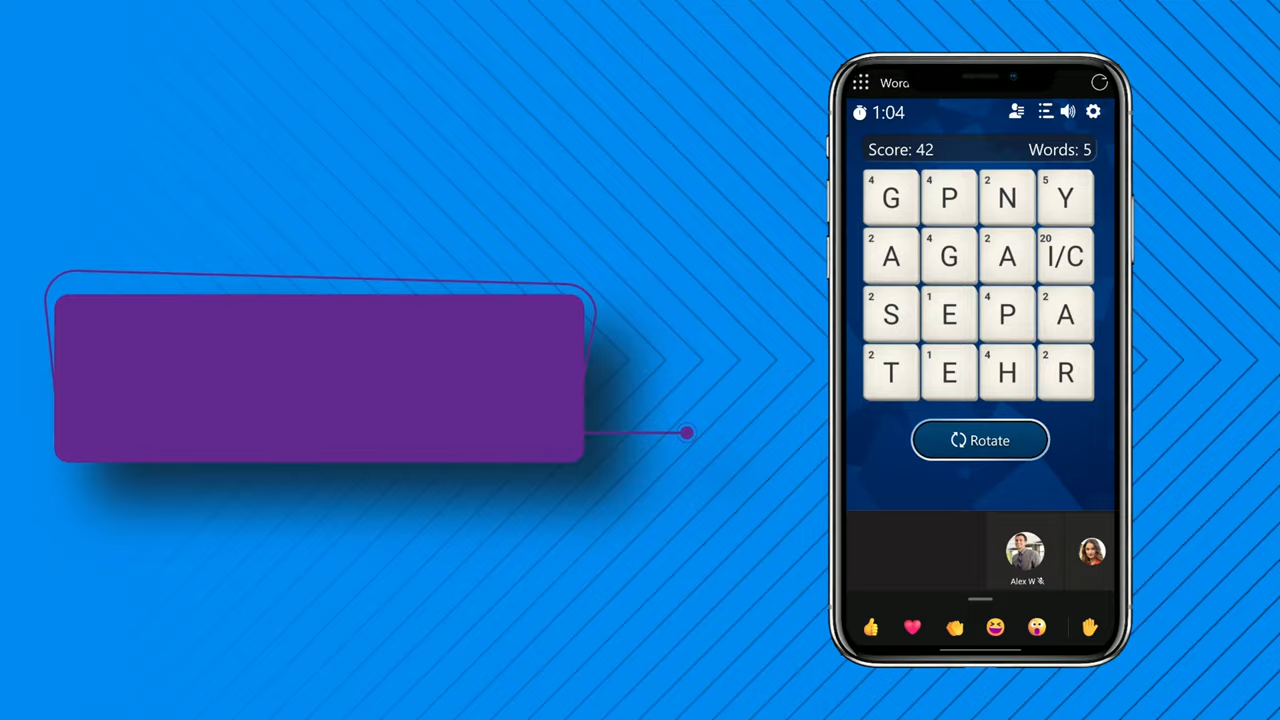 Word
1:04
Score: 42 Words: 5
4 G 4 P 2 N 5 Y
2 A 4 G 2 A 20 I/C
2 S 1 E 4 P 2 A
2 T 1 E 4 H 2 R
Rotate
Alex W